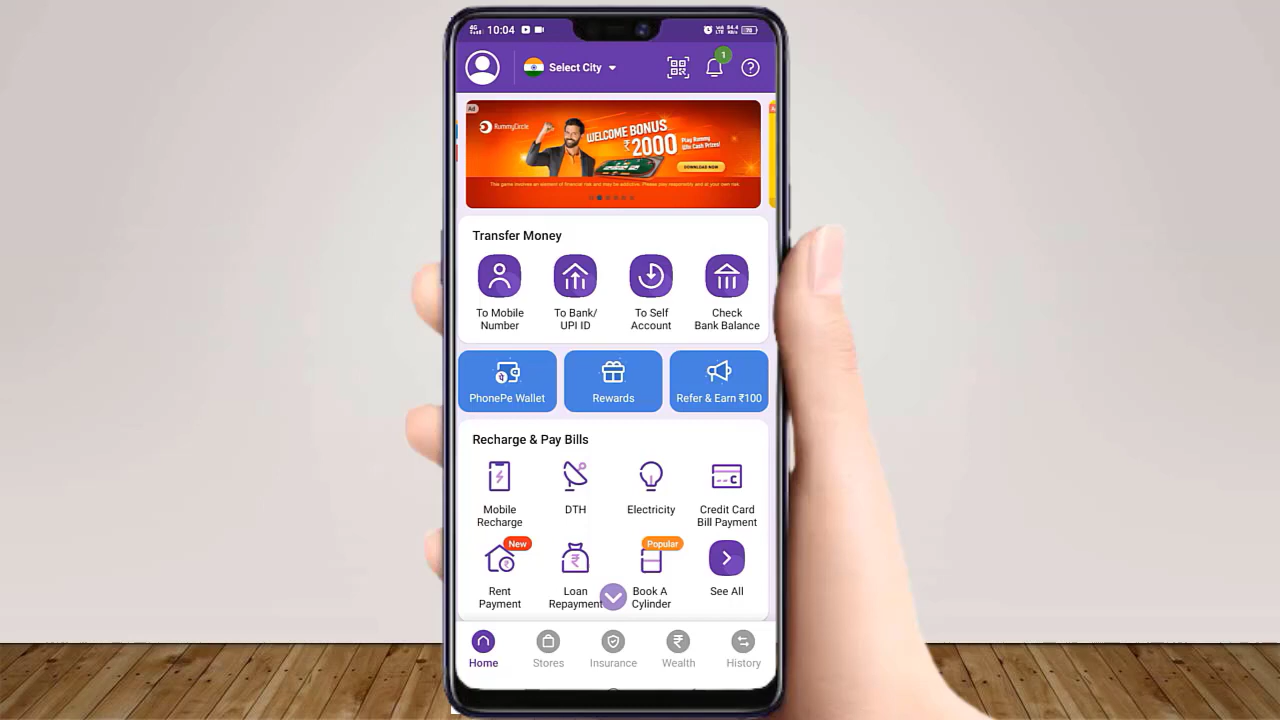 4G 10:04
Select City
1
Ad
RummyCircle
WELCOME BONUS
₹2000
Play Rummy
Win Cash Prizes!
DOWNLOAD NOW
This game involves an element of financial risk and may be addictive. Please play responsibly and at your own risk.
Transfer Money
To Mobile Number
To Bank/ UPI ID
To Self Account
Check Bank Balance
PhonePe Wallet
Rewards
Refer & Earn ₹100
Recharge & Pay Bills
Mobile Recharge
DTH
Electricity
Credit Card Bill Payment
New
Popular
Rent Payment
Loan Repayment
Book A Cylinder
See All
Home
Stores
Insurance
Wealth
History